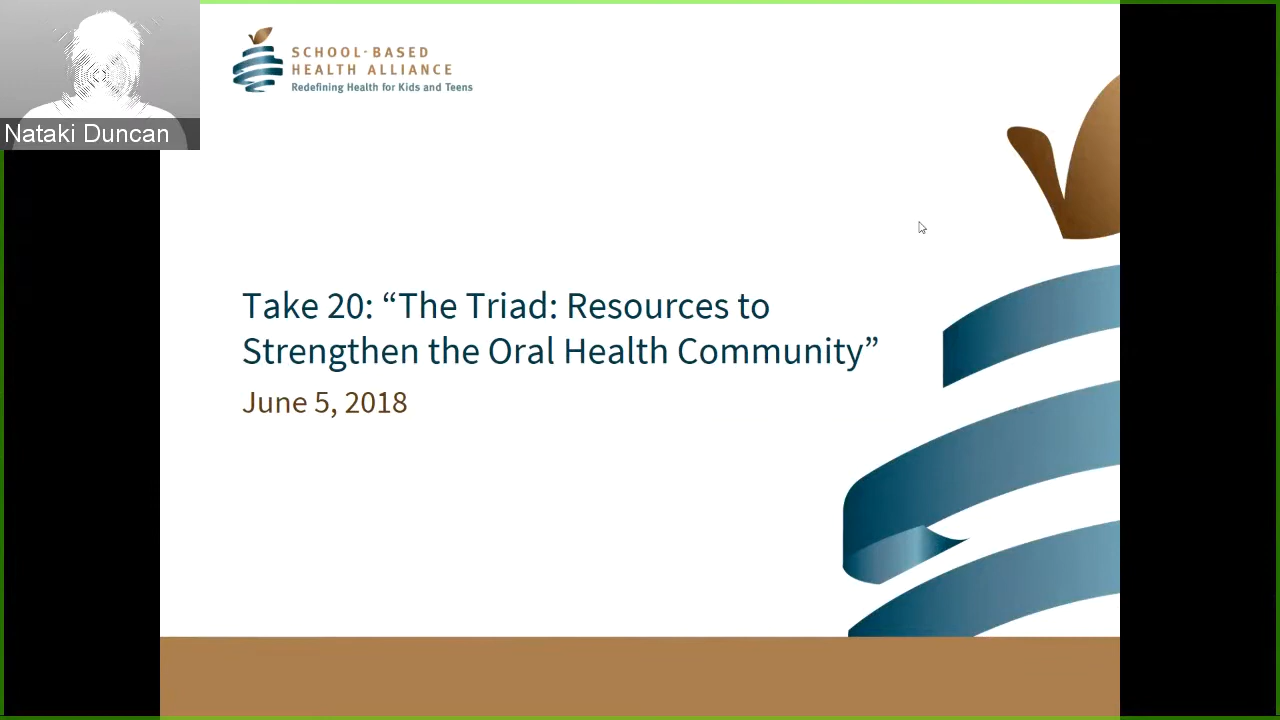 Nataki Duncan
SCHOOL-BASED
HEALTH ALLIANCE
Redefining Health for Kids and Teens
Take 20: “The Triad: Resources to
Strengthen the Oral Health Community”
June 5, 2018